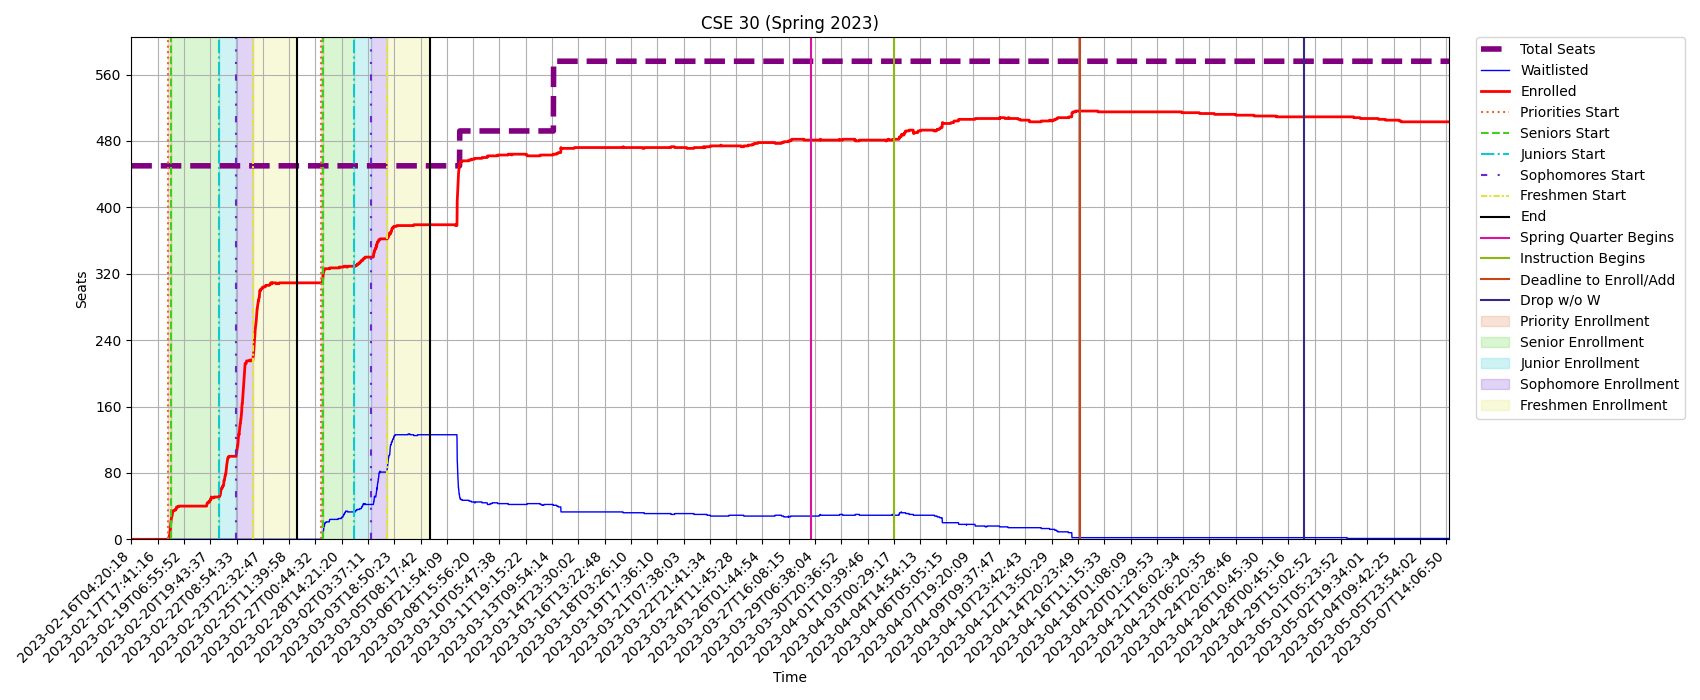 CSE 30 (Spring 2023)
Seats
560
480
400
320
240
160
80
0
2023-02-16T04:20:18
2023-02-17T17:41:16
2023-02-19T06:55:52
2023-02-20T19:43:37
2023-02-22T08:54:33
2023-02-23T22:32:47
2023-02-25T11:39:58
2023-02-27T00:44:32
2023-02-28T14:21:20
2023-03-02T03:37:11
2023-03-03T18:50:23
2023-03-05T08:17:42
2023-03-06T21:54:09
2023-03-08T15:56:20
2023-03-10T05:47:38
2023-03-11T19:15:22
2023-03-13T09:54:14
2023-03-14T23:30:02
2023-03-16T13:22:48
2023-03-18T03:26:10
2023-03-19T17:36:10
2023-03-21T07:38:03
2023-03-22T21:41:34
2023-03-24T11:45:28
2023-03-26T01:44:54
2023-03-27T16:08:15
2023-03-29T06:38:04
2023-03-30T20:36:52
2023-04-01T10:39:46
2023-04-03T00:29:17
2023-04-04T14:54:13
2023-04-06T05:05:15
2023-04-07T19:20:09
2023-04-09T09:37:47
2023-04-10T23:42:43
2023-04-12T13:50:29
2023-04-14T20:23:49
2023-04-16T11:15:33
2023-04-18T01:08:09
2023-04-20T01:29:53
2023-04-21T16:02:34
2023-04-23T06:20:35
2023-04-24T20:28:46
2023-04-26T10:45:30
2023-04-28T00:45:16
2023-04-29T15:02:52
2023-05-01T05:23:52
2023-05-02T19:34:01
2023-05-04T09:42:25
2023-05-05T23:54:02
2023-05-07T14:06:50
Time
Total Seats
Waitlisted
Enrolled
Priorities Start
Seniors Start
Juniors Start
Sophomores Start
Freshmen Start
End
Spring Quarter Begins
Instruction Begins
Deadline to Enroll/Add
Drop w/o W
Priority Enrollment
Senior Enrollment
Junior Enrollment
Sophomore Enrollment
Freshmen Enrollment